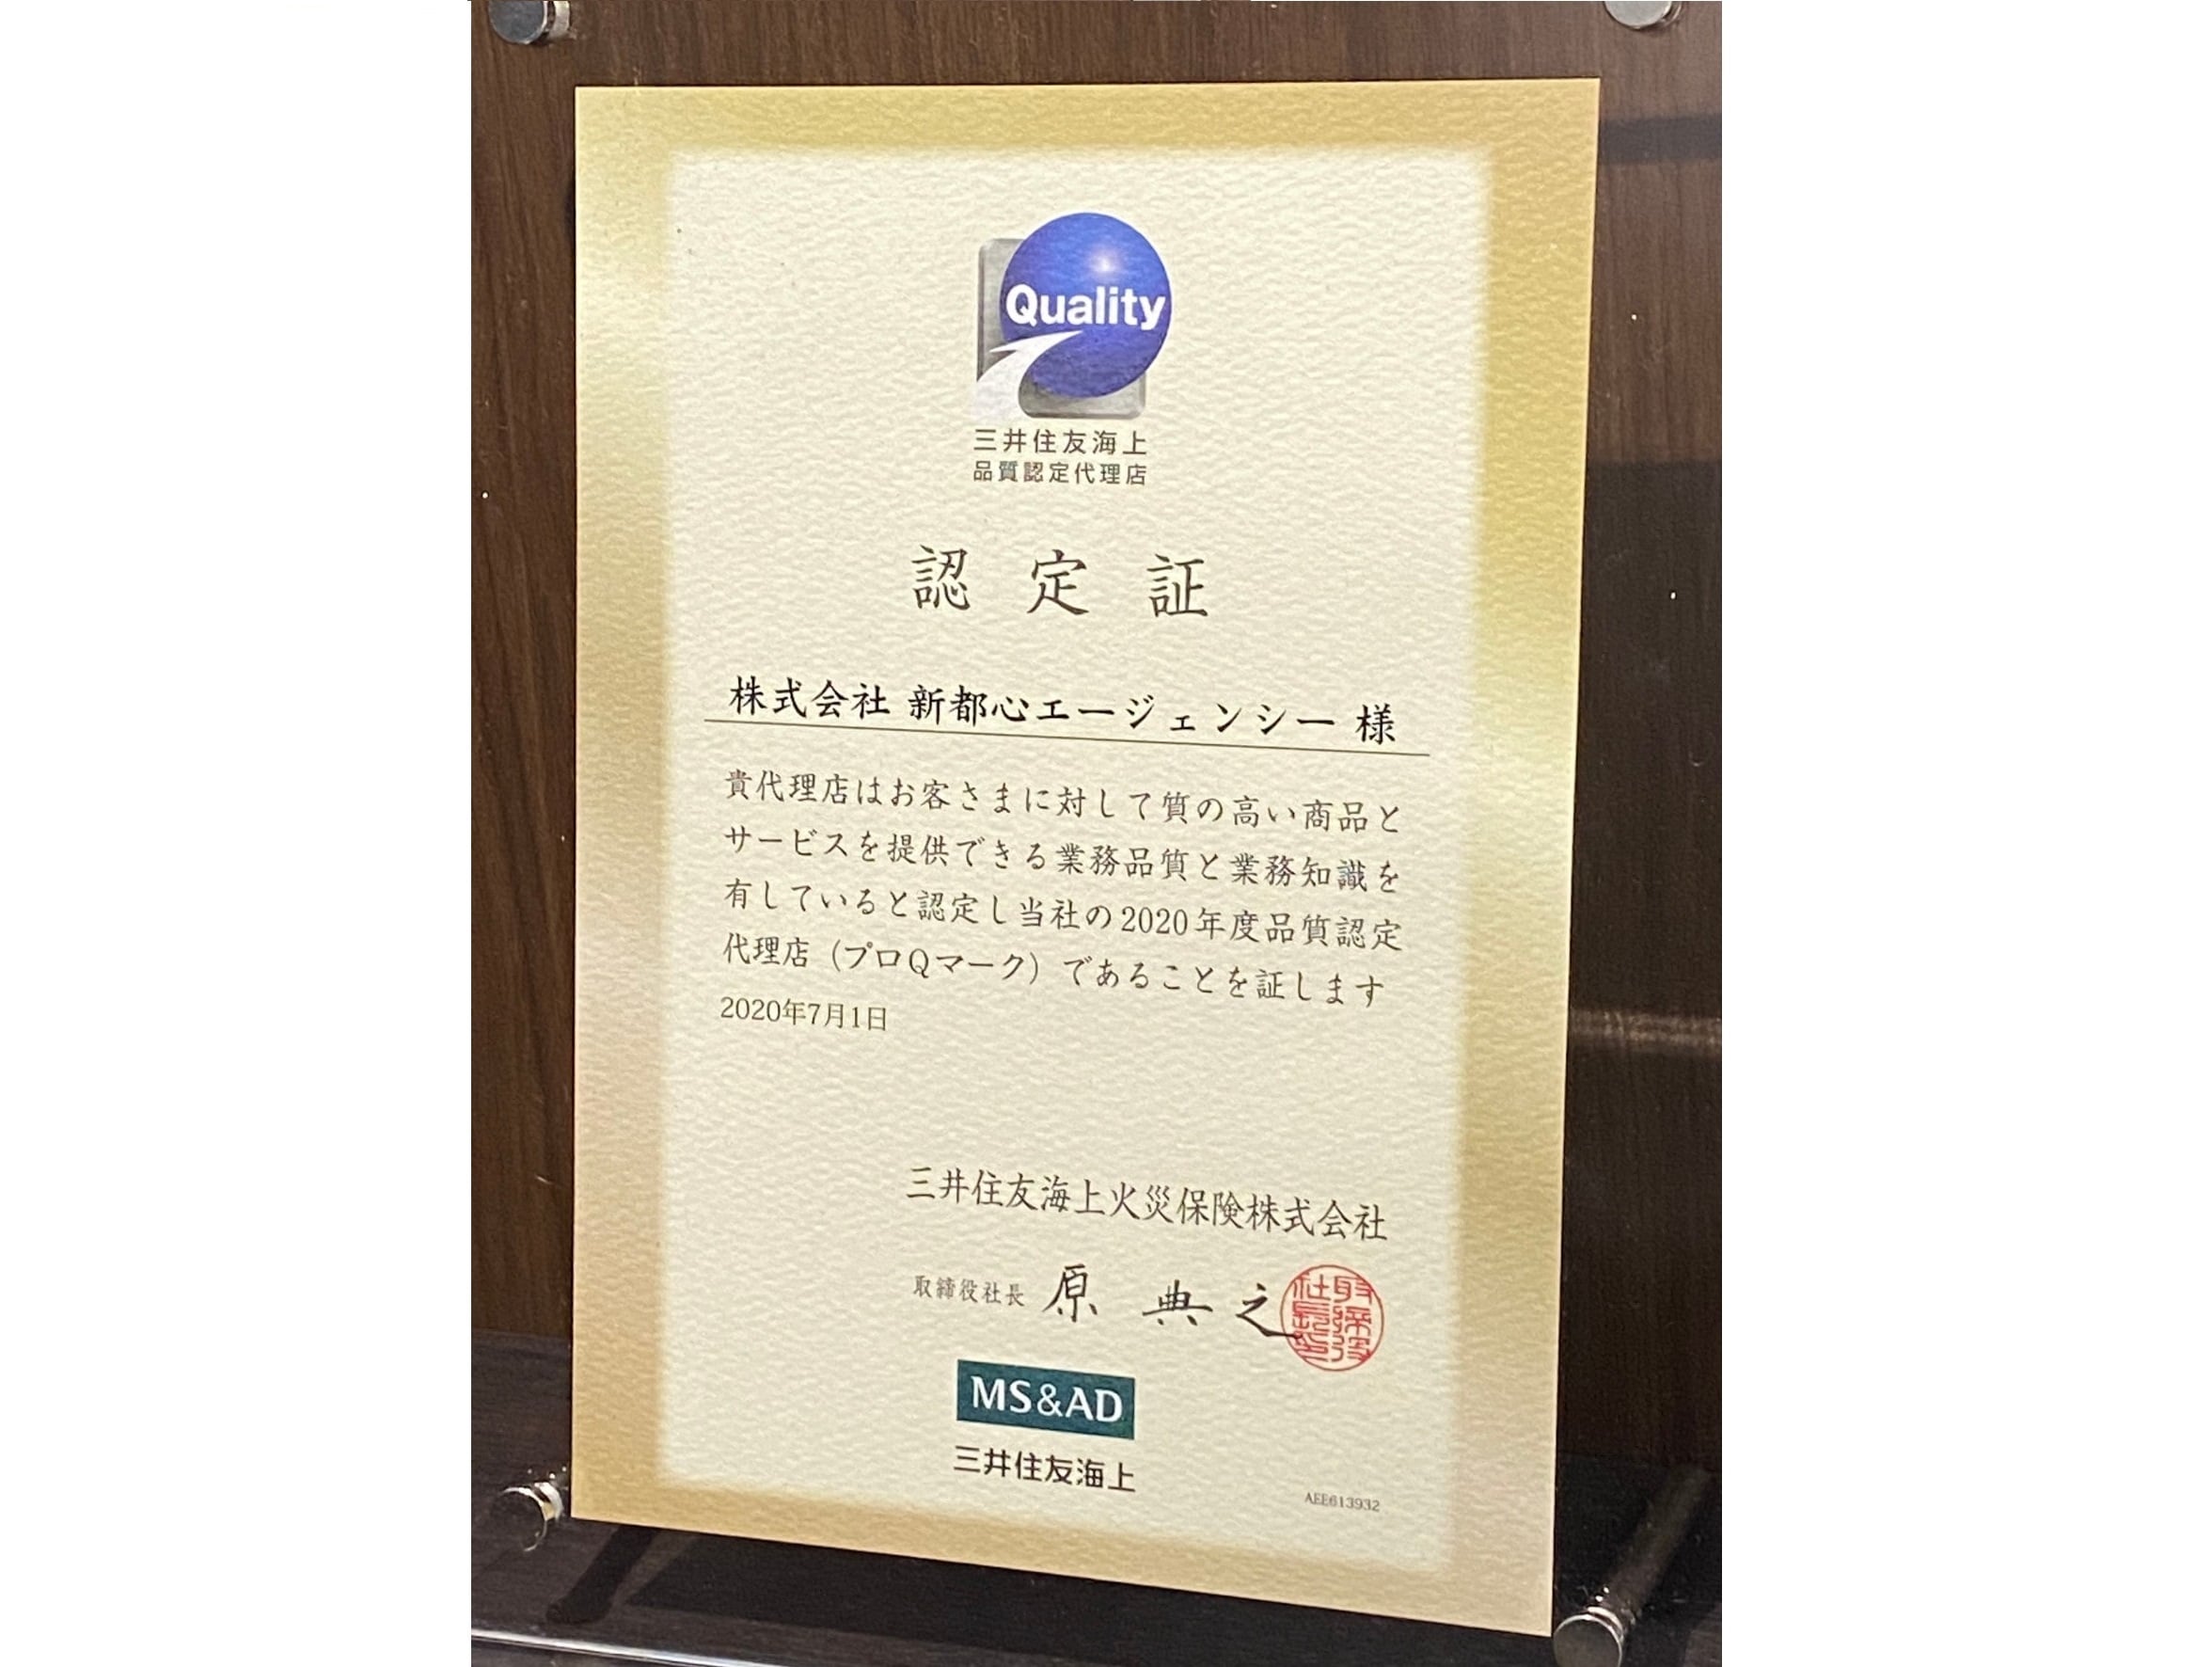 Quality
三井住友海上
品質認定代理店
認定証
株式会社 新都心エージェンシー 様
貴代理店はお客さまに対して質の高い商品と
サービスを提供できる業務品質と業務知識を
有していると認定し当社の2020年度品質認定
代理店（プロQマーク）であることを証します
2020年7月1日
三井住友海上火災保険株式会社
取締役社長 原 典之
取締役社長印
MS&AD
三井住友海上
AEE613932